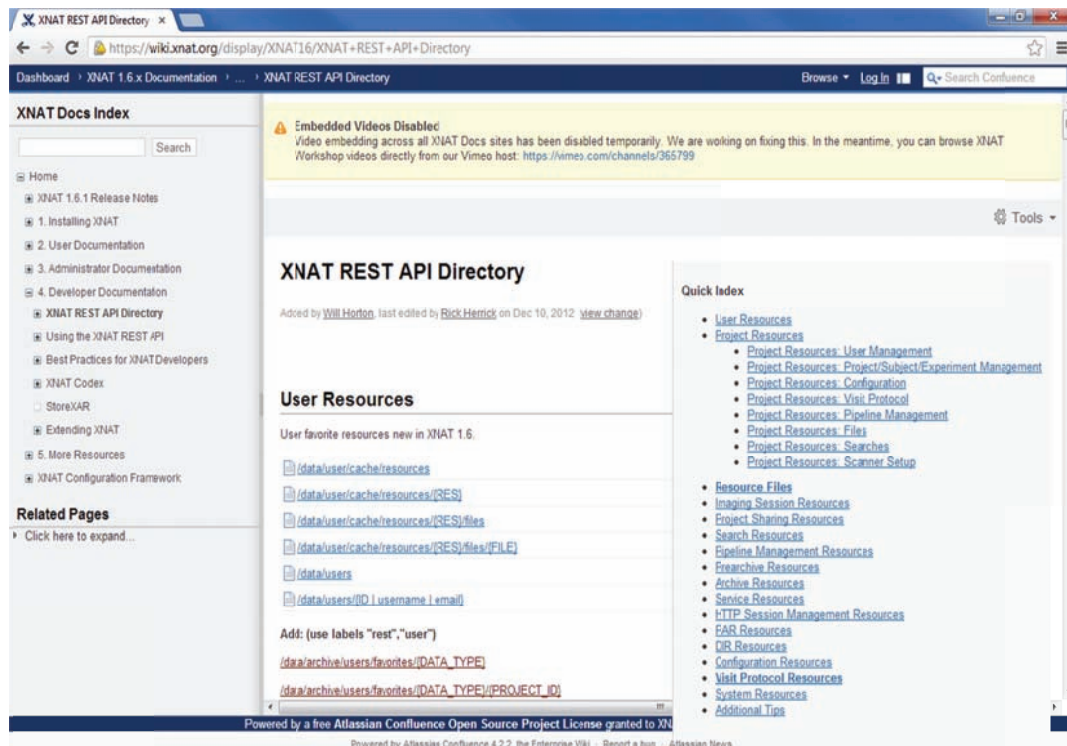 XNAT REST API Directory
https://wiki.xnat.org/display/XNAT16/XNAT+REST+API+Directory
Dashboard › XNAT 1.6.x Documentation › ... › XNAT REST API Directory
Browse Log In Search Confluence
XNAT Docs Index
Search
Home
XNAT 1.6.1 Release Notes
1. Installing XNAT
2. User Documentation
3. Administrator Documentation
4. Developer Documentation
XNAT REST API Directory
Using the XNAT REST API
Best Practices for XNAT Developers
XNAT Codex
StoreXAR
Extending XNAT
5. More Resources
XNAT Configuration Framework
Related Pages
Click here to expand...
Embedded Videos Disabled
Video embedding across all XNAT Docs sites has been disabled temporarily. We are working on fixing this. In the meantime, you can browse XNAT
Workshop videos directly from our Vimeo host: https://vimeo.com/channels/365799
Tools
XNAT REST API Directory
Added by Will Horton, last edited by Rick Herrick on Dec 10, 2012 (view change)
User Resources
User favorite resources new in XNAT 1.6.
/data/user/cache/resources
/data/user/cache/resources/{RES}
/data/user/cache/resources/{RES}/files
/data/user/cache/resources/{RES}/files/{FILE}
/data/users
/data/users/{ID | username | email}
Add: (use labels "rest","user")
/data/archive/users/favorites/{DATA_TYPE}
/data/archive/users/favorites/{DATA_TYPE}/{PROJECT_ID}
Quick Index
User Resources
Project Resources
Project Resources: User Management
Project Resources: Project/Subject/Experiment Management
Project Resources: Configuration
Project Resources: Visit Protocol
Project Resources: Pipeline Management
Project Resources: Files
Project Resources: Searches
Project Resources: Scanner Setup
Resource Files
Imaging Session Resources
Project Sharing Resources
Search Resources
Pipeline Management Resources
Prearchive Resources
Archive Resources
Service Resources
HTTP Session Management Resources
PAR Resources
DIR Resources
Configuration Resources
Visit Protocol Resources
System Resources
Additional Tips
Powered by a free Atlassian Confluence Open Source Project License granted to XN
Powered by Atlassian Confluence 4.2.2, the Enterprise Wiki · Report a bug · Atlassian News